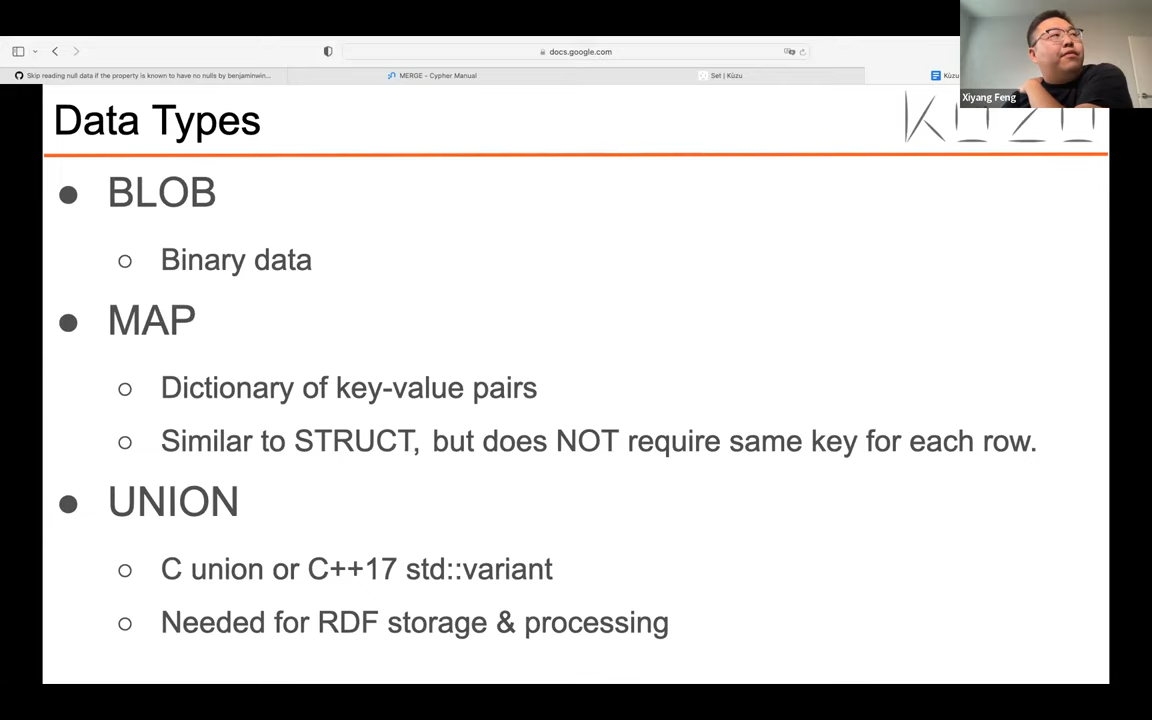 docs.google.com
Skip reading null data if the property is known to have no nulls by benjaminwin...
MERGE - Cypher Manual
Set | Kùzu
Kùzu
Xiyang Feng
Data Types
kùzu
BLOB
Binary data
MAP
Dictionary of key-value pairs
Similar to STRUCT, but does NOT require same key for each row.
UNION
C union or C++17 std::variant
Needed for RDF storage & processing